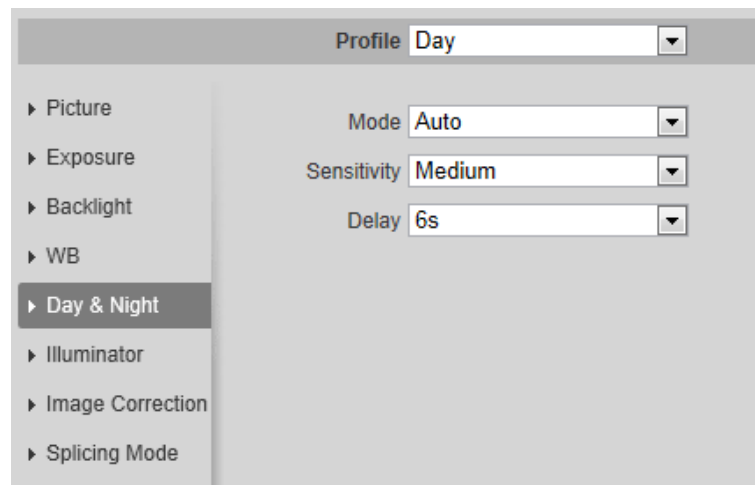 Profile Day
Picture
Mode Auto
Exposure
Sensitivity Medium
Backlight
Delay 6s
WB
Day & Night
Illuminator
Image Correction
Splicing Mode